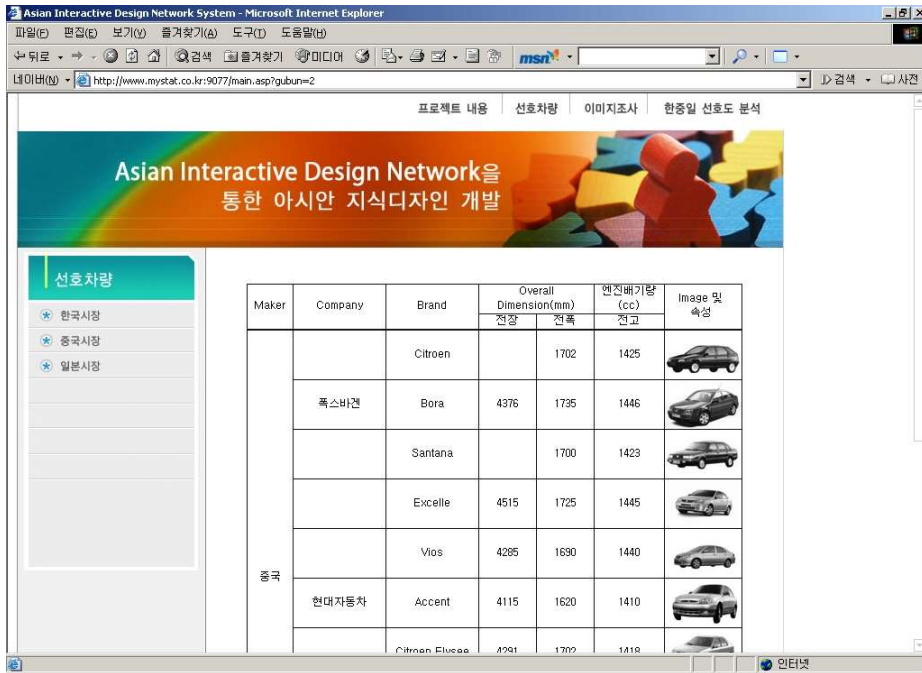 Asian Interactive Design Network System - Microsoft Internet Explorer
파일(F) 편집(E) 보기(V) 즐겨찾기(A) 도구(T) 도움말(H)
뒤로 검색 즐겨찾기 미디어 msn
네이버(N) http://www.mystat.co.kr:9077/main.asp?gubun=2 검색 사전
프로젝트 내용 선호차량 이미지조사 한중일 선호도 분석
Asian Interactive Design Network을
통한 아시안 지식디자인 개발
선호차량
한국시장
중국시장
일본시장
Maker Company Brand Overall Dimension(mm) 엔진배기량 (cc) Image 및 속성
전장 전폭 전고
Citroen 1702 1425
폭스바겐 Bora 4376 1735 1446
Santana 1700 1423
Excelle 4515 1725 1445
Vios 4285 1690 1440
중국
현대자동차 Accent 4115 1620 1410
Citroen Elysee 4291 1702 1418
인터넷